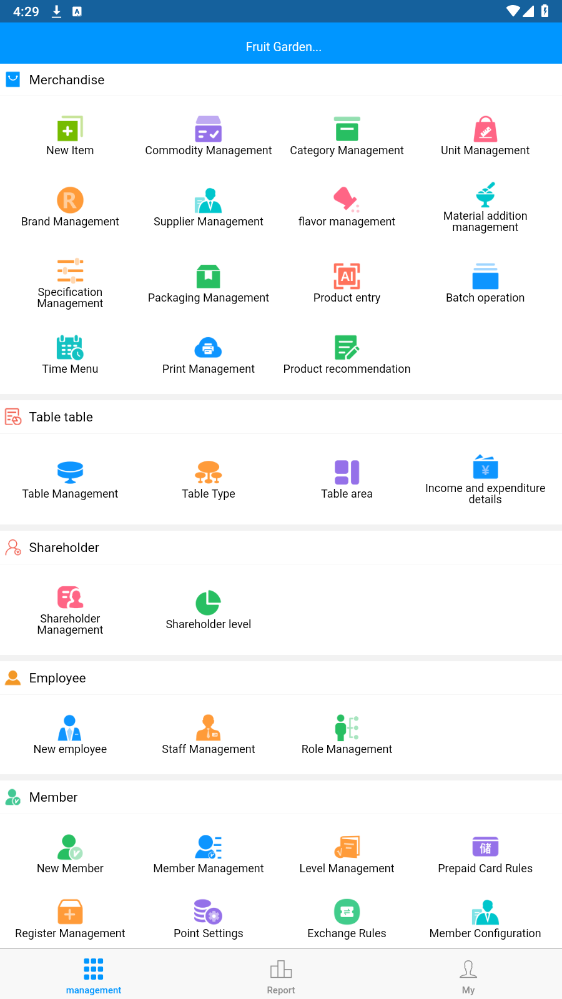 4:29
A
Fruit Garden...
Merchandise
New Item
Commodity Management
Category Management
Unit Management
R
Brand Management
Supplier Management
flavor management
Material addition
management
Specification
Management
Packaging Management
AI
Product entry
Batch operation
Time Menu
Print Management
Product recommendation
Table table
Table Management
Table Type
Table area
¥
Income and expenditure
details
Shareholder
Shareholder
Management
Shareholder level
Employee
New employee
Staff Management
Role Management
Member
New Member
Member Management
Level Management
储
Prepaid Card Rules
Register Management
Point Settings
Exchange Rules
Member Configuration
management
Report
My